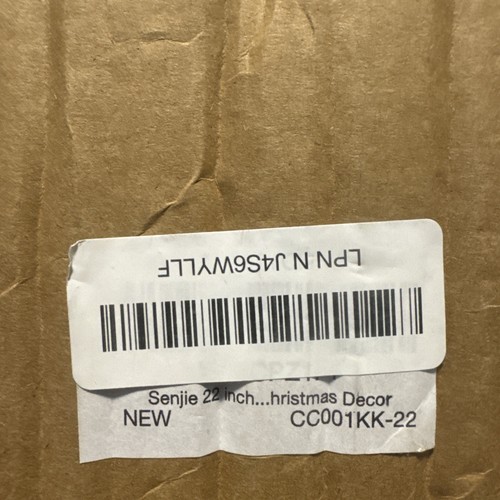 LPN N J4S6WYLLF
Senjie 22 inch...hristmas Decor
NEW CC001KK-22